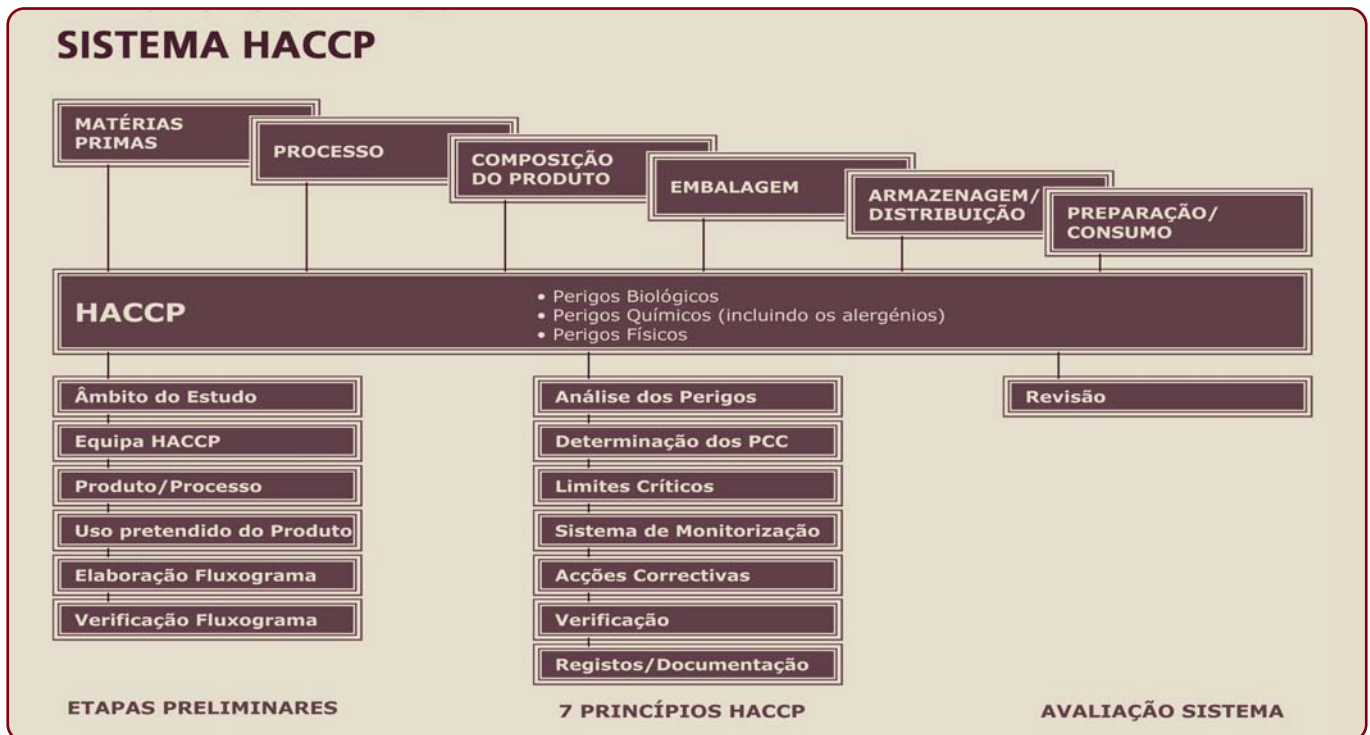 SISTEMA HACCP
MATÉRIAS
PRIMAS
PROCESSO
COMPOSIÇÃO
DO PRODUTO
EMBALAGEM
ARMAZENAGEM/
DISTRIBUIÇÃO
PREPARAÇÃO/
CONSUMO
HACCP
• Perigos Biológicos
• Perigos Químicos (incluindo os alergénios)
• Perigos Físicos
Âmbito do Estudo
Equipa HACCP
Produto/Processo
Uso pretendido do Produto
Elaboração Fluxograma
Verificação Fluxograma
ETAPAS PRELIMINARES
Análise dos Perigos
Determinação dos PCC
Limites Críticos
Sistema de Monitorização
Acções Correctivas
Verificação
Registos/Documentação
7 PRINCÍPIOS HACCP
Revisão
AVALIAÇÃO SISTEMA